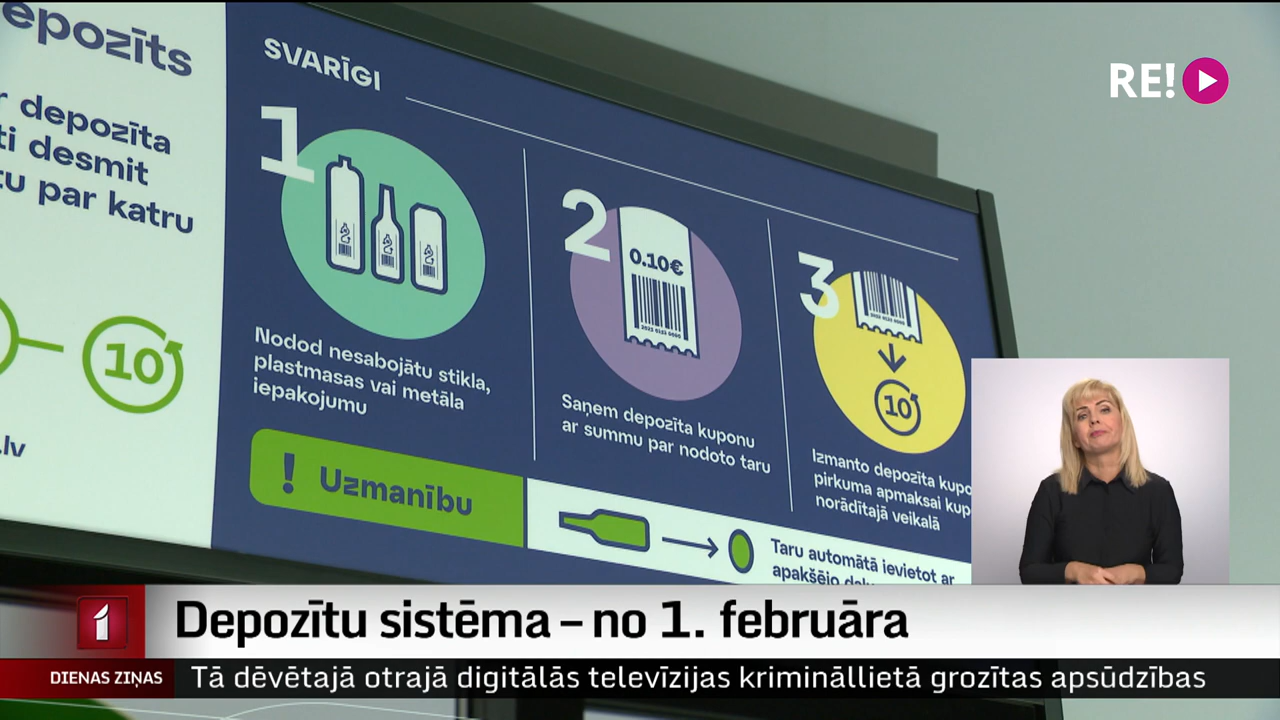 epozīts
r depozīta
ti desmit
tu par katru
10
.lv
SVARĪGI
1
Nodod nesabojātu stikla,
plastmasas vai metāla
iepakojumu
2
0.10€
Saņem depozīta kuponu
ar summu par nodoto taru
3
10
Izmanto depozīta kupo
pirkuma apmaksai kup
norādītajā veikalā
! Uzmanību
Taru automātā ievietot ar
RE!
1
Depozītu sistēma – no 1. februāra
DIENAS ZIŅAS
Tā dēvētajā otrajā digitālās televīzijas krimināllietā grozītas apsūdzības